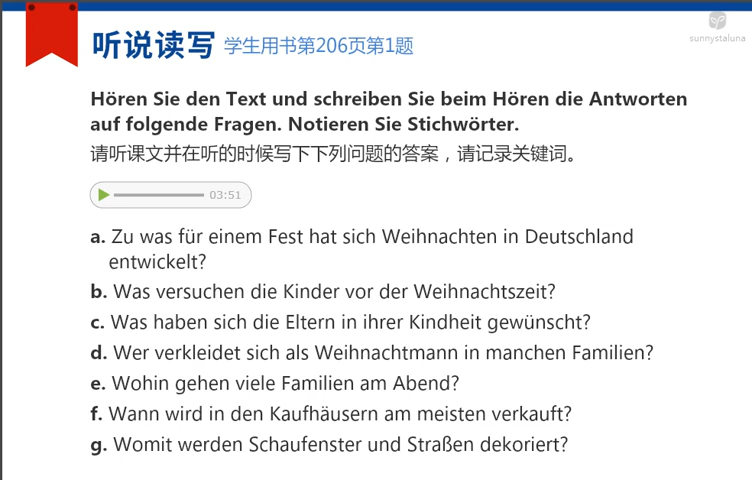 听说读写 学生用书第206页第1题
sunnystaluna
Hören Sie den Text und schreiben Sie beim Hören die Antworten
auf folgende Fragen. Notieren Sie Stichwörter.
请听课文并在听的时候写下下列问题的答案，请记录关键词。
03:51
a. Zu was für einem Fest hat sich Weihnachten in Deutschland
entwickelt?
b. Was versuchen die Kinder vor der Weihnachtszeit?
c. Was haben sich die Eltern in ihrer Kindheit gewünscht?
d. Wer verkleidet sich als Weihnachtmann in manchen Familien?
e. Wohin gehen viele Familien am Abend?
f. Wann wird in den Kaufhäusern am meisten verkauft?
g. Womit werden Schaufenster und Straßen dekoriert?